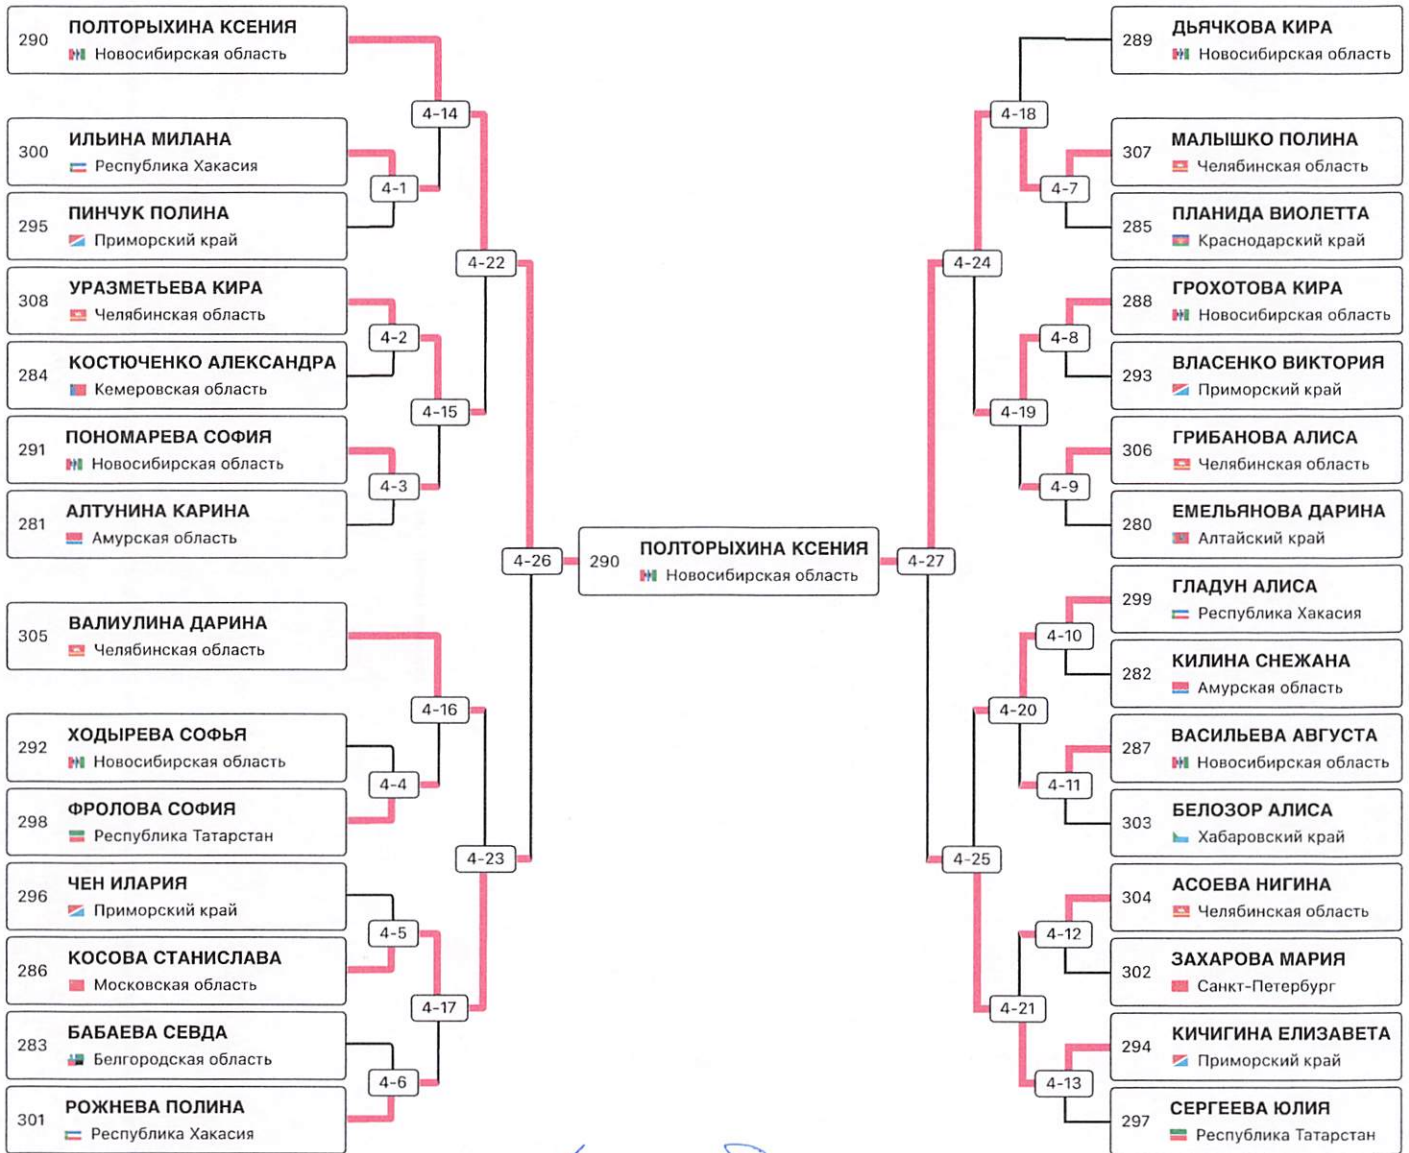 290 ПОЛТОРЫХИНА КСЕНИЯ
Новосибирская область
4-14
300 ИЛЬИНА МИЛАНА
Республика Хакасия
4-1
295 ПИНЧУК ПОЛИНА
Приморский край
4-22
308 УРАЗМЕТЬЕВА КИРА
Челябинская область
4-2
284 КОСТЮЧЕНКО АЛЕКСАНДРА
Кемеровская область
4-15
291 ПОНОМАРЕВА СОФИЯ
Новосибирская область
4-3
281 АЛТУНИНА КАРИНА
Амурская область
4-26
305 ВАЛИУЛИНА ДАРИНА
Челябинская область
4-16
292 ХОДЫРЕВА СОФЬЯ
Новосибирская область
4-4
298 ФРОЛОВА СОФИЯ
Республика Татарстан
4-23
296 ЧЕН ИЛАРИЯ
Приморский край
4-5
286 КОСОВА СТАНИСЛАВА
Московская область
4-17
283 БАБАЕВА СЕВДА
Белгородская область
4-6
301 РОЖНЕВА ПОЛИНА
Республика Хакасия
290 ПОЛТОРЫХИНА КСЕНИЯ
Новосибирская область
289 ДЬЯЧКОВА КИРА
Новосибирская область
4-18
307 МАЛЫШКО ПОЛИНА
Челябинская область
4-7
285 ПЛАНИДА ВИОЛЕТТА
Краснодарский край
4-24
288 ГРОХОТОВА КИРА
Новосибирская область
4-8
293 ВЛАСЕНКО ВИКТОРИЯ
Приморский край
4-19
306 ГРИБАНОВА АЛИСА
Челябинская область
4-9
280 ЕМЕЛЬЯНОВА ДАРИНА
Алтайский край
4-27
299 ГЛАДУН АЛИСА
Республика Хакасия
4-10
282 КИЛИНА СНЕЖАНА
Амурская область
4-20
287 ВАСИЛЬЕВА АВГУСТА
Новосибирская область
4-11
303 БЕЛОЗОР АЛИСА
Хабаровский край
4-25
304 АСОЕВА НИГИНА
Челябинская область
4-12
302 ЗАХАРОВА МАРИЯ
Санкт-Петербург
4-21
294 КИЧИГИНА ЕЛИЗАВЕТА
Приморский край
4-13
297 СЕРГЕЕВА ЮЛИЯ
Республика Татарстан